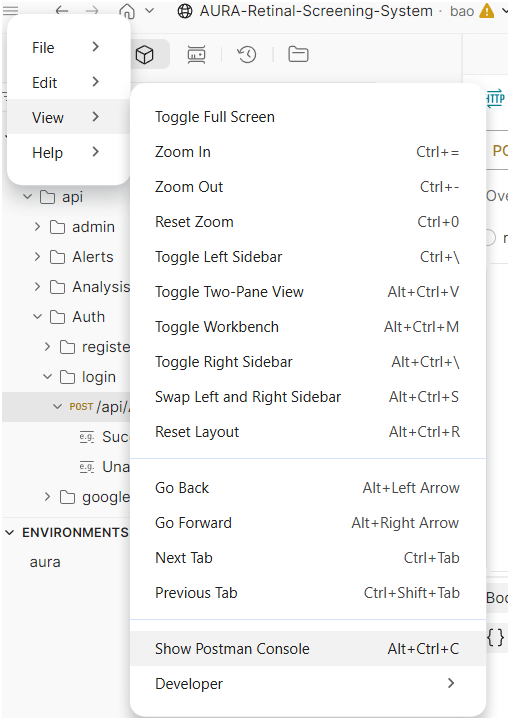 AURA-Retinal-Screening-System · bao
File
Edit
View
Help
Toggle Full Screen
Zoom In Ctrl+=
Zoom Out Ctrl+-
Reset Zoom Ctrl+0
Toggle Left Sidebar Ctrl+\
Toggle Two-Pane View Alt+Ctrl+V
Toggle Workbench Alt+Ctrl+M
Toggle Right Sidebar Alt+Ctrl+\
Swap Left and Right Sidebar Alt+Ctrl+S
Reset Layout Alt+Ctrl+R
Go Back Alt+Left Arrow
Go Forward Alt+Right Arrow
Next Tab Ctrl+Tab
Previous Tab Ctrl+Shift+Tab
Show Postman Console Alt+Ctrl+C
Developer
api
admin
Alerts
Analysis
Auth
registe
login
POST /api/
e.g. Suc
e.g. Una
google
ENVIRONMENTS
aura
HTTP
PO
Ove
{}